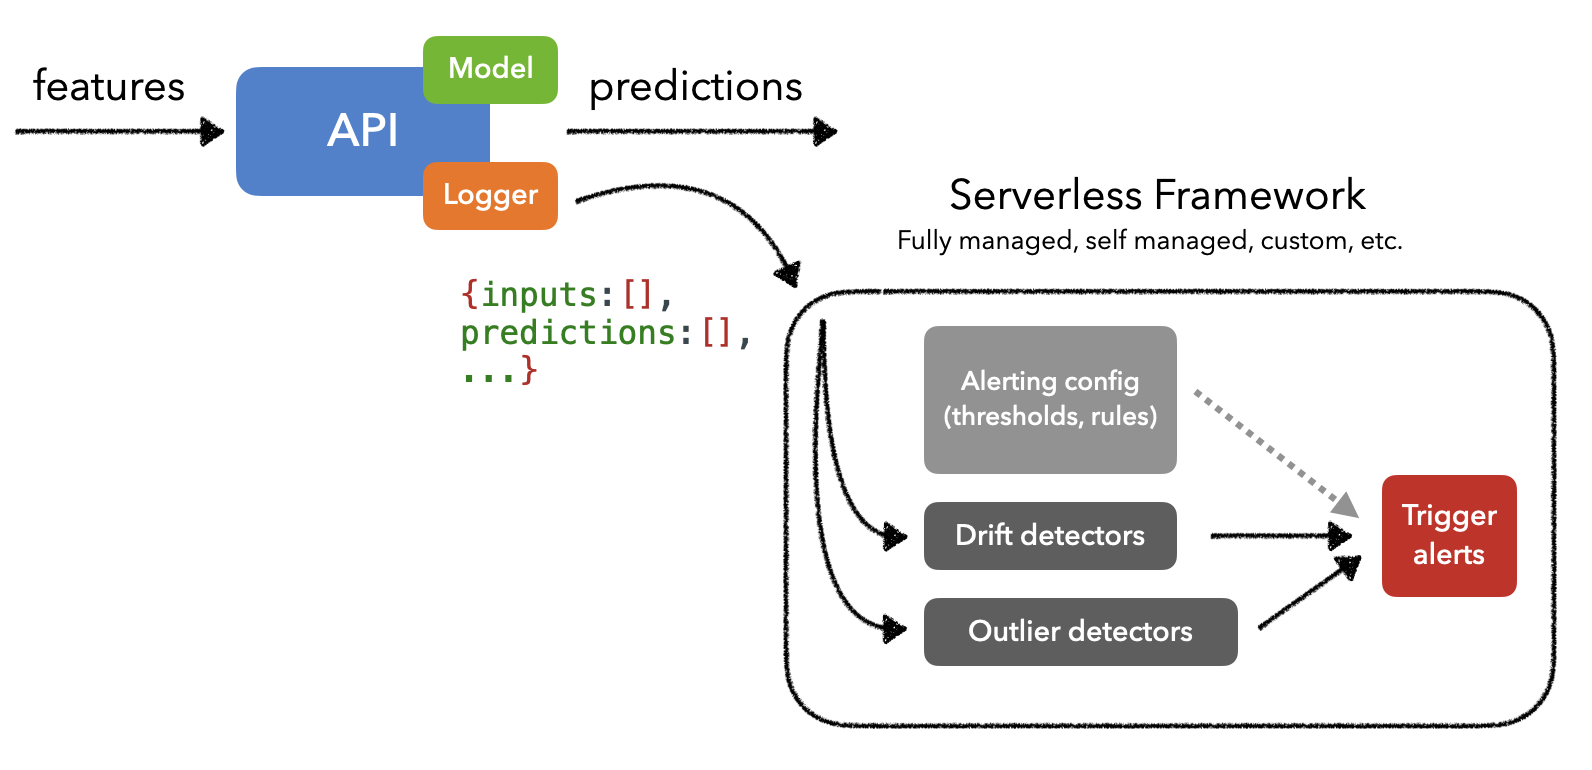 features
API
Model
predictions
Logger
{inputs:[],
predictions:[],
...}
Serverless Framework
Fully managed, self managed, custom, etc.
Alerting config
(thresholds, rules)
Drift detectors
Outlier detectors
Trigger
alerts